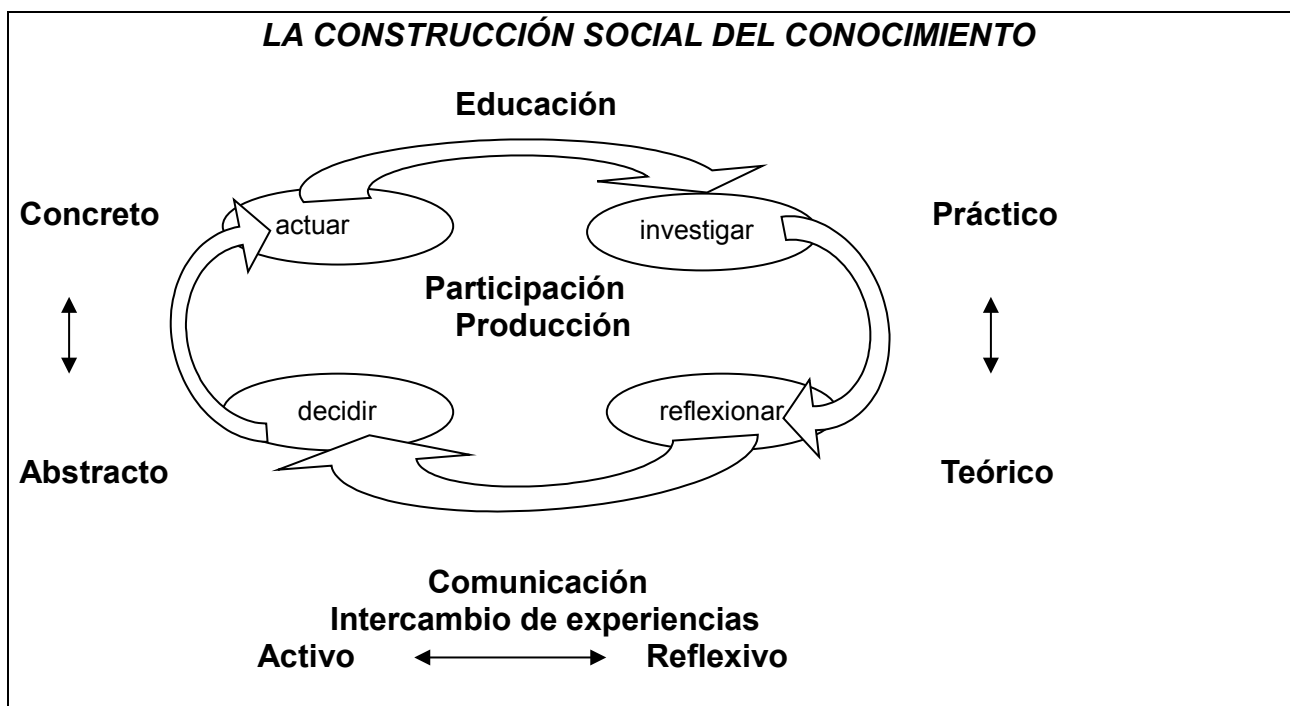 LA CONSTRUCCIÓN SOCIAL DEL CONOCIMIENTO
Educación
Concreto
actuar
investigar
Práctico
Participación
Producción
decidir
reflexionar
Abstracto
Teórico
Comunicación
Intercambio de experiencias
Activo
Reflexivo